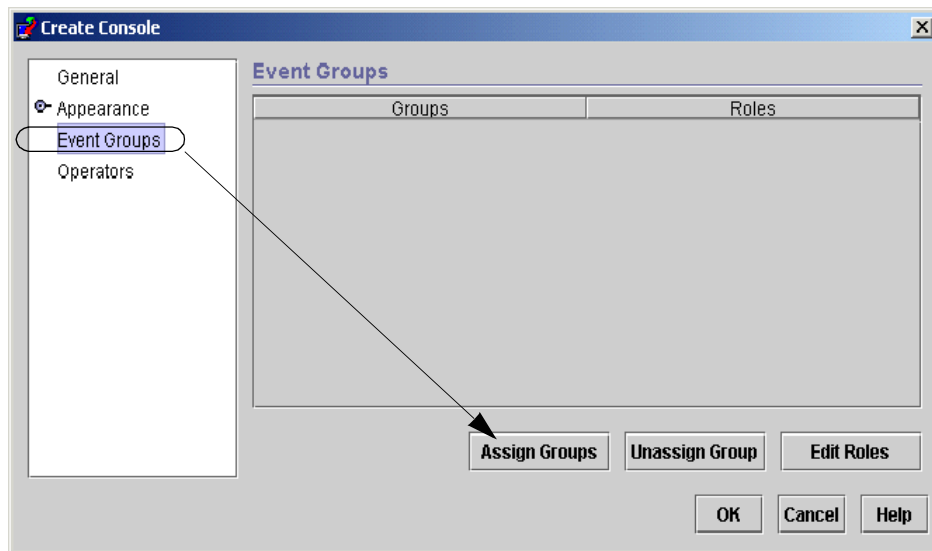 Create Console
General
Appearance
Event Groups
Operators
Event Groups
Groups Roles
Assign Groups Unassign Group Edit Roles
OK Cancel Help